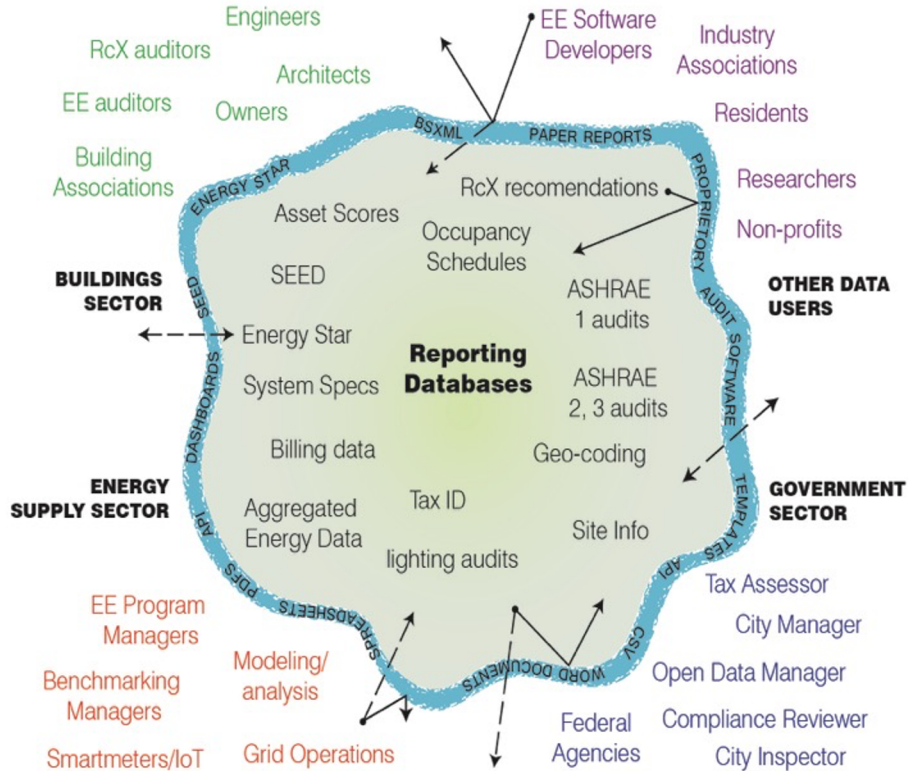 Engineers
RcX auditors
Architects
EE auditors
Owners
Building
Associations
EE Software
Developers
Industry
Associations
Residents
Researchers
Non-profits
BUILDINGS
SECTOR
OTHER DATA
USERS
ENERGY
SUPPLY SECTOR
GOVERNMENT
SECTOR
ENERGY STAR
BSXML
PAPER REPORTS
PROPRIETORY AUDIT SOFTWARE
TEMPLATES
API
CSV
WORD DOCUMENTS
SPREADSHEETS
PDFS
API
DASHBOARDS
SEED
RcX recomendations
Asset Scores
Occupancy
Schedules
SEED
ASHRAE
1 audits
Energy Star
Reporting
Databases
System Specs
ASHRAE
2, 3 audits
Billing data
Geo-coding
Tax ID
Aggregated
Energy Data
Site Info
lighting audits
EE Program
Managers
Modeling/
analysis
Benchmarking
Managers
Smartmeters/IoT
Grid Operations
Tax Assessor
City Manager
Open Data Manager
Federal
Agencies
Compliance Reviewer
City Inspector